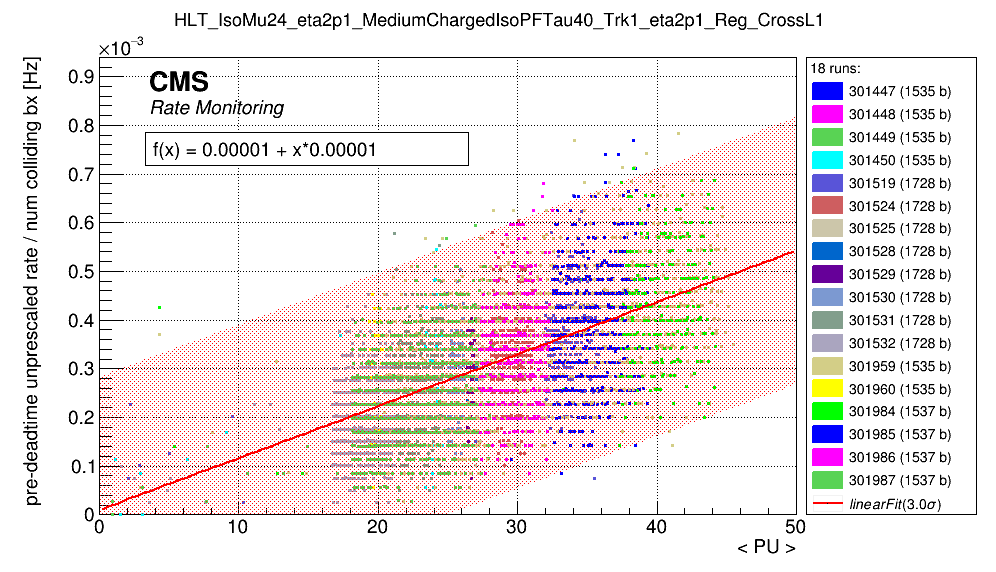 HLT_IsoMu24_eta2p1_MediumChargedIsoPFTau40_Trk1_eta2p1_Reg_CrossL1
×10⁻³
pre-deadtime unprescaled rate / num colliding bx [Hz]
0.9
0.8
0.7
0.6
0.5
0.4
0.3
0.2
0.1
0
CMS
Rate Monitoring
f(x) = 0.00001 + x*0.00001
0 10 20 30 40 50
< PU >
18 runs:
301447 (1535 b)
301448 (1535 b)
301449 (1535 b)
301450 (1535 b)
301519 (1728 b)
301524 (1728 b)
301525 (1728 b)
301528 (1728 b)
301529 (1728 b)
301530 (1728 b)
301531 (1728 b)
301532 (1728 b)
301959 (1535 b)
301960 (1535 b)
301984 (1537 b)
301985 (1537 b)
301986 (1537 b)
301987 (1537 b)
linearFit(3.0σ)